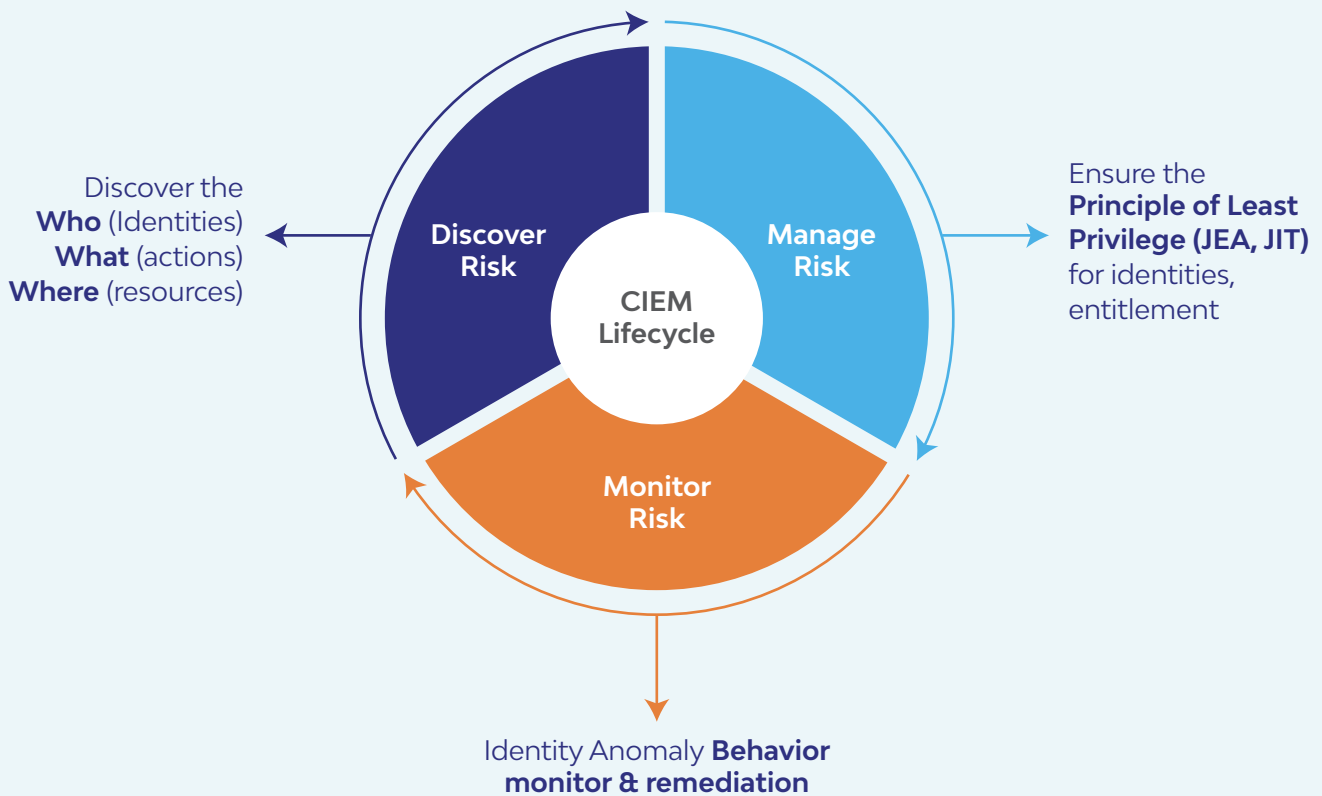 Discover the
Who (Identities)
What (actions)
Where (resources)
Discover
Risk
CIEM
Lifecycle
Manage
Risk
Ensure the
Principle of Least
Privilege (JEA, JIT)
for identities,
entitlement
Monitor
Risk
Identity Anomaly Behavior
monitor & remediation